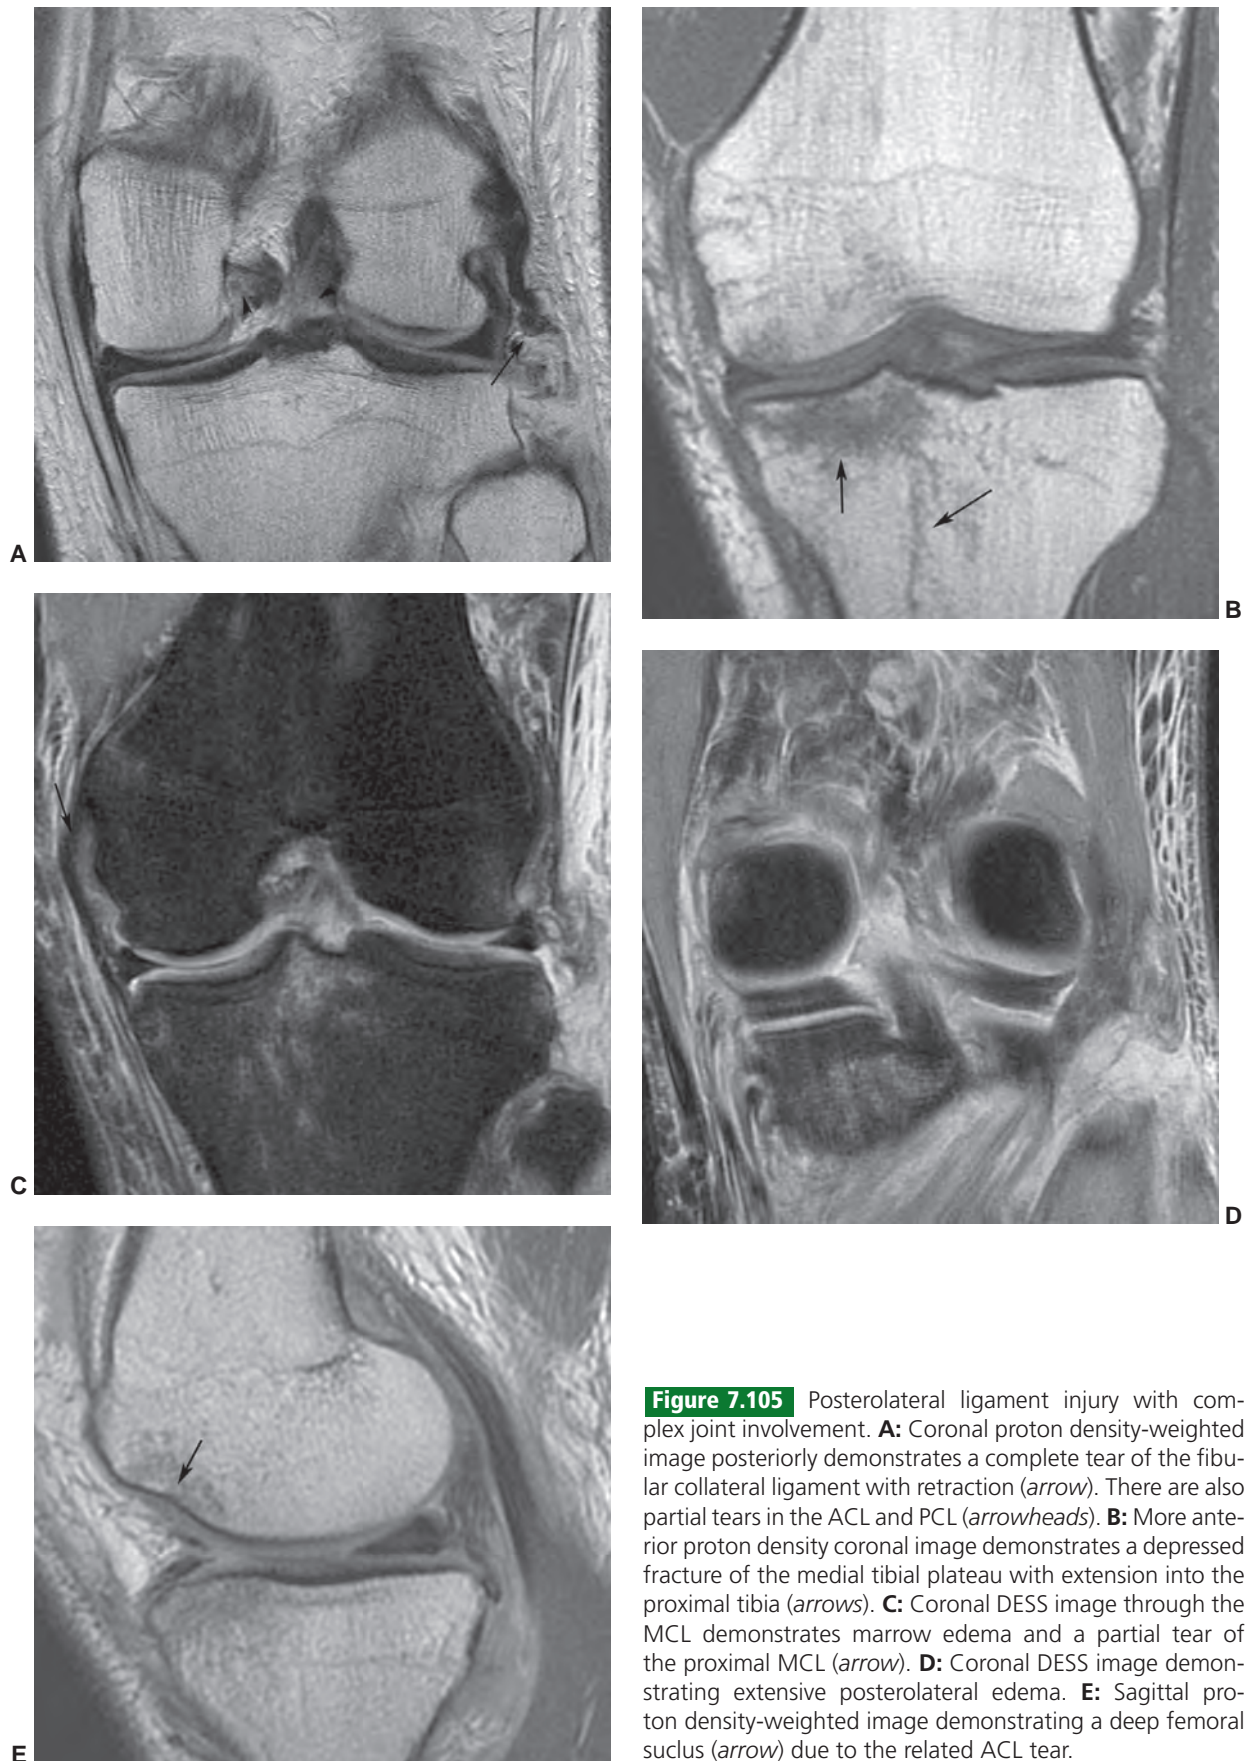 A
B
C
D
E
Figure 7.105 Posterolateral ligament injury with com-
plex joint involvement. A: Coronal proton density-weighted
image posteriorly demonstrates a complete tear of the fibu-
lar collateral ligament with retraction (arrow). There are also
partial tears in the ACL and PCL (arrowheads). B: More ante-
rior proton density coronal image demonstrates a depressed
fracture of the medial tibial plateau with extension into the
proximal tibia (arrows). C: Coronal DESS image through the
MCL demonstrates marrow edema and a partial tear of
the proximal MCL (arrow). D: Coronal DESS image demon-
strating extensive posterolateral edema. E: Sagittal pro-
ton density-weighted image demonstrating a deep femoral
suclus (arrow) due to the related ACL tear.